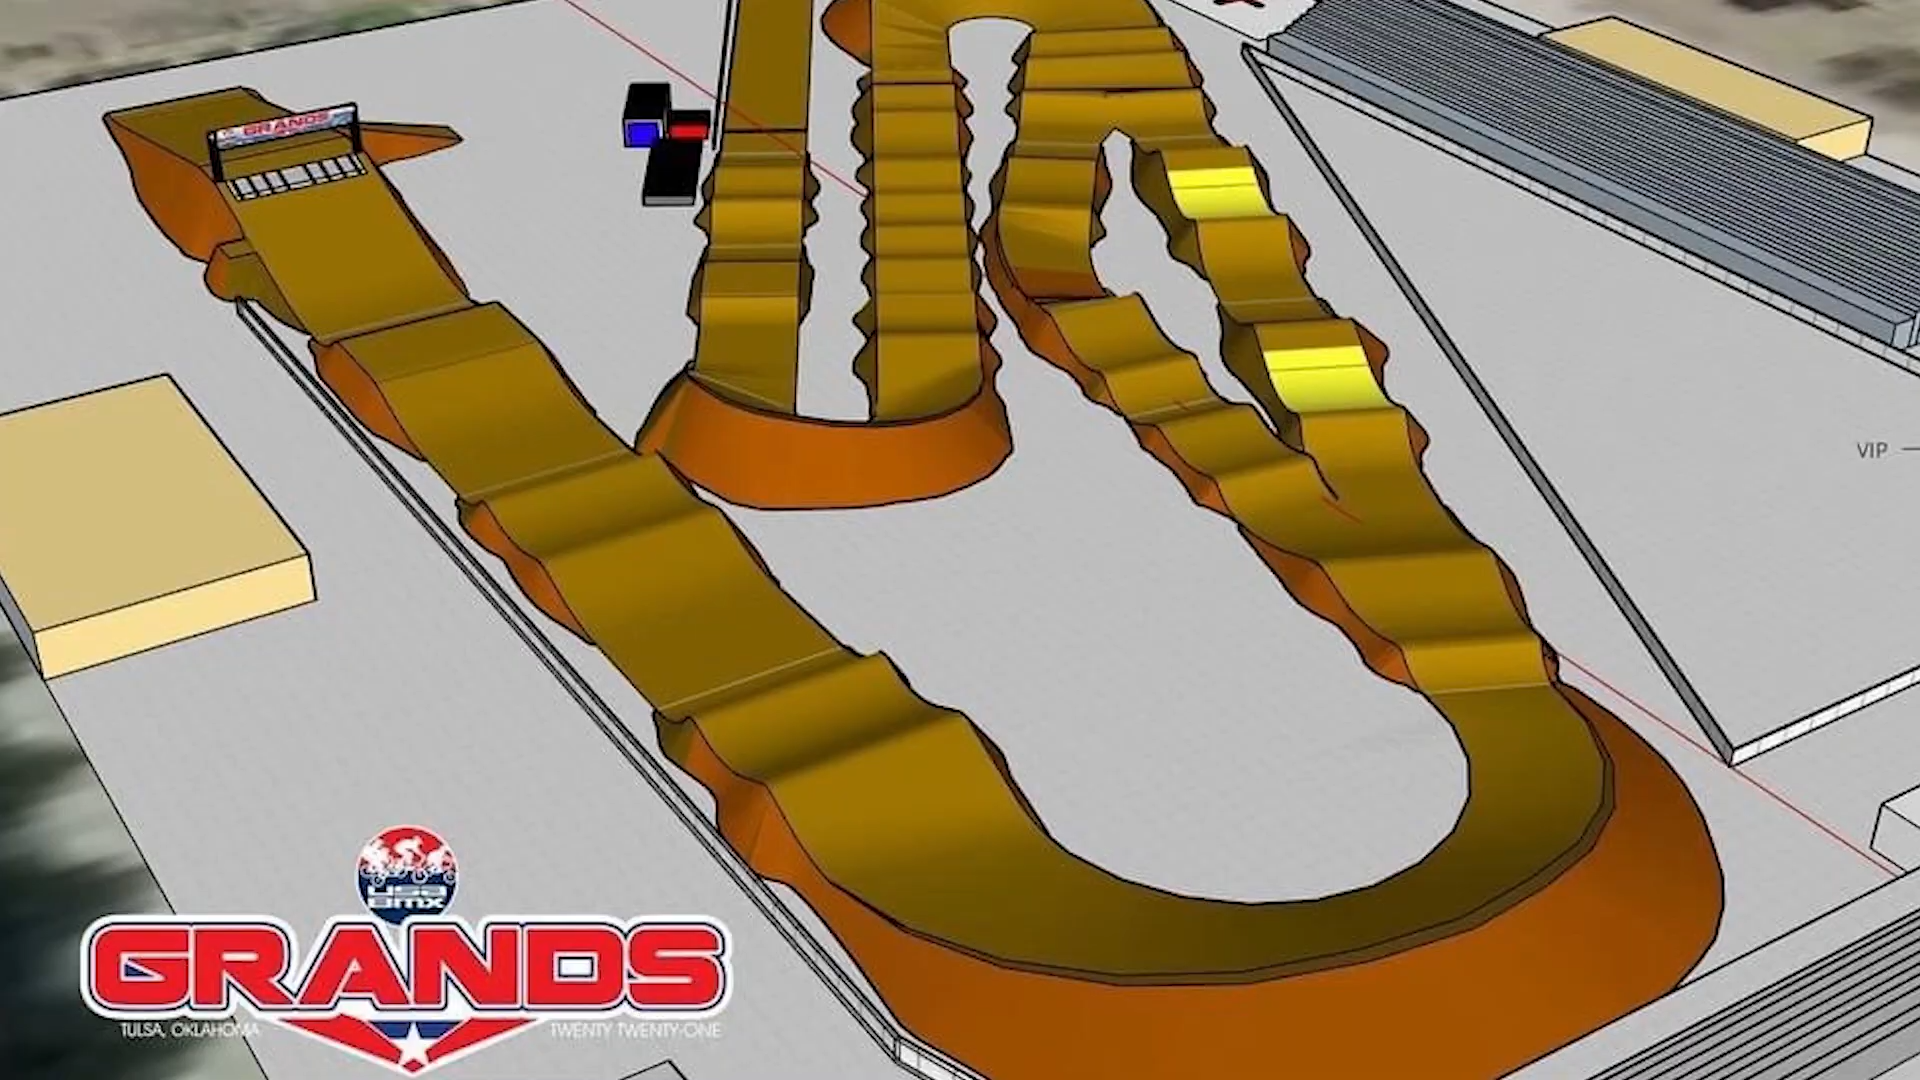 GRANDS
VIP
USA
BMX
GRANDS
TULSA, OKLAHOMA
TWENTY TWENTY-ONE